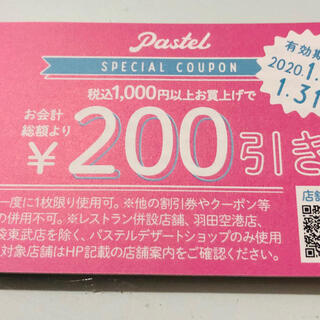 Pastel
SPECIAL COUPON
有効期
2020.1.
1.31
税込1,000円以上お買上げで
お会計
総額より
¥200引き
一度に1枚限り使用可。※他の割引券やクーポン等
の併用不可。※レストラン併設店舗、羽田空港店、
袋東武店を除く、パステルデザートショップのみ使用
対象店舗はHP記載の店舗案内をご確認ください。
店舗